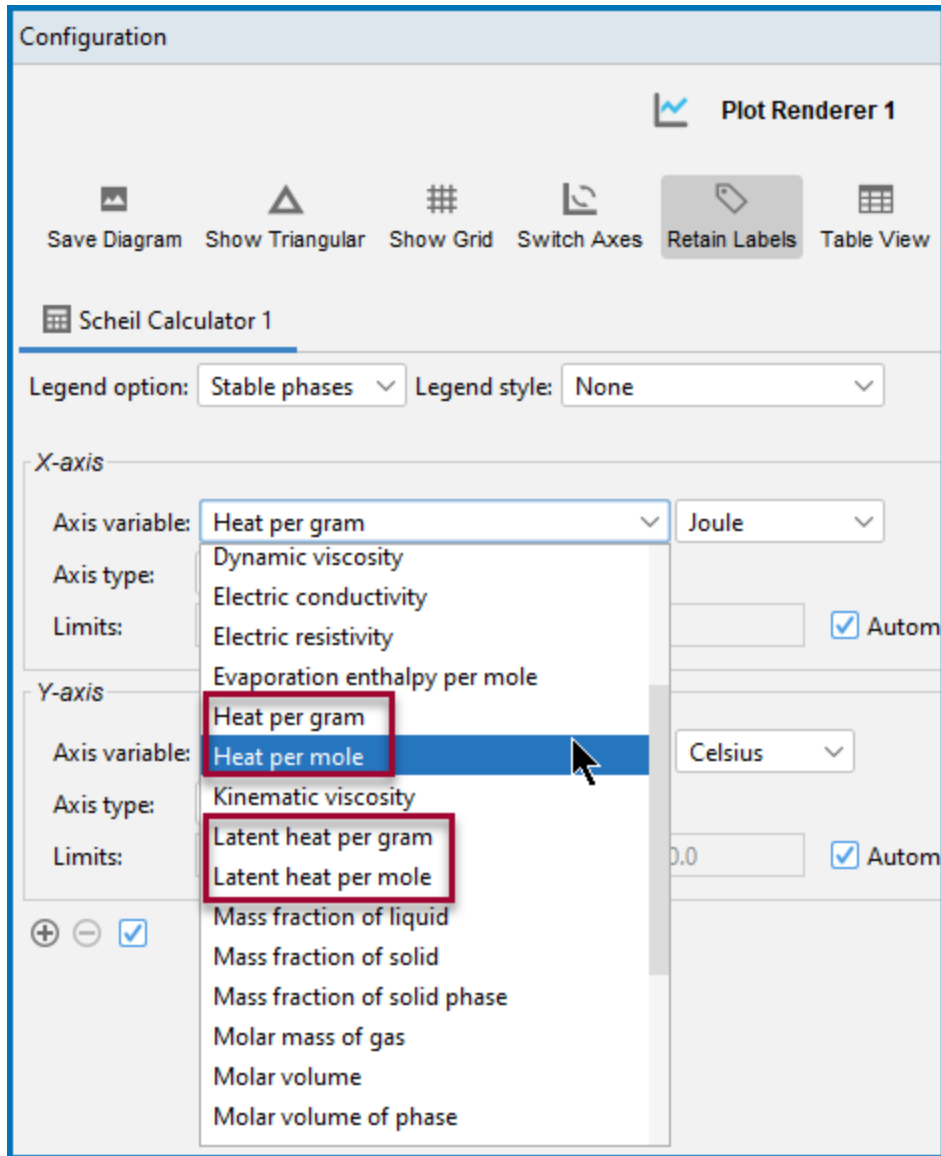 Configuration
Plot Renderer 1
Save Diagram Show Triangular Show Grid Switch Axes Retain Labels Table View
Scheil Calculator 1
Legend option: Stable phases Legend style: None
X-axis
Axis variable: Heat per gram Joule
Dynamic viscosity
Axis type:
Electric conductivity
Limits: Autom
Electric resistivity
Evaporation enthalpy per mole
Y-axis
Heat per gram
Axis variable: Heat per mole Celsius
Kinematic viscosity
Axis type:
Latent heat per gram
Limits: 0.0 Autom
Latent heat per mole
Mass fraction of liquid
Mass fraction of solid
Mass fraction of solid phase
Molar mass of gas
Molar volume
Molar volume of phase